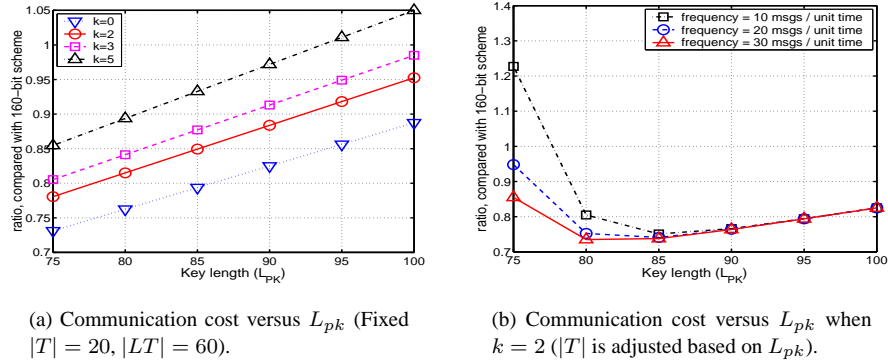 1.05
1
0.95
0.9
0.85
0.8
0.75
0.7
75
80
85
90
95
100
k=0
k=2
k=3
k=5
ratio, compared with 160−bit scheme
Key length (L_PK)
1.4
1.3
1.2
1.1
1
0.9
0.8
0.7
75
80
85
90
95
100
frequency = 10 msgs / unit time
frequency = 20 msgs / unit time
frequency = 30 msgs / unit time
ratio, compared with 160−bit scheme
Key length (L_PK)
(a) Communication cost versus L_pk (Fixed
|T| = 20, |LT| = 60).
(b) Communication cost versus L_pk when
k = 2 (|T| is adjusted based on L_pk).